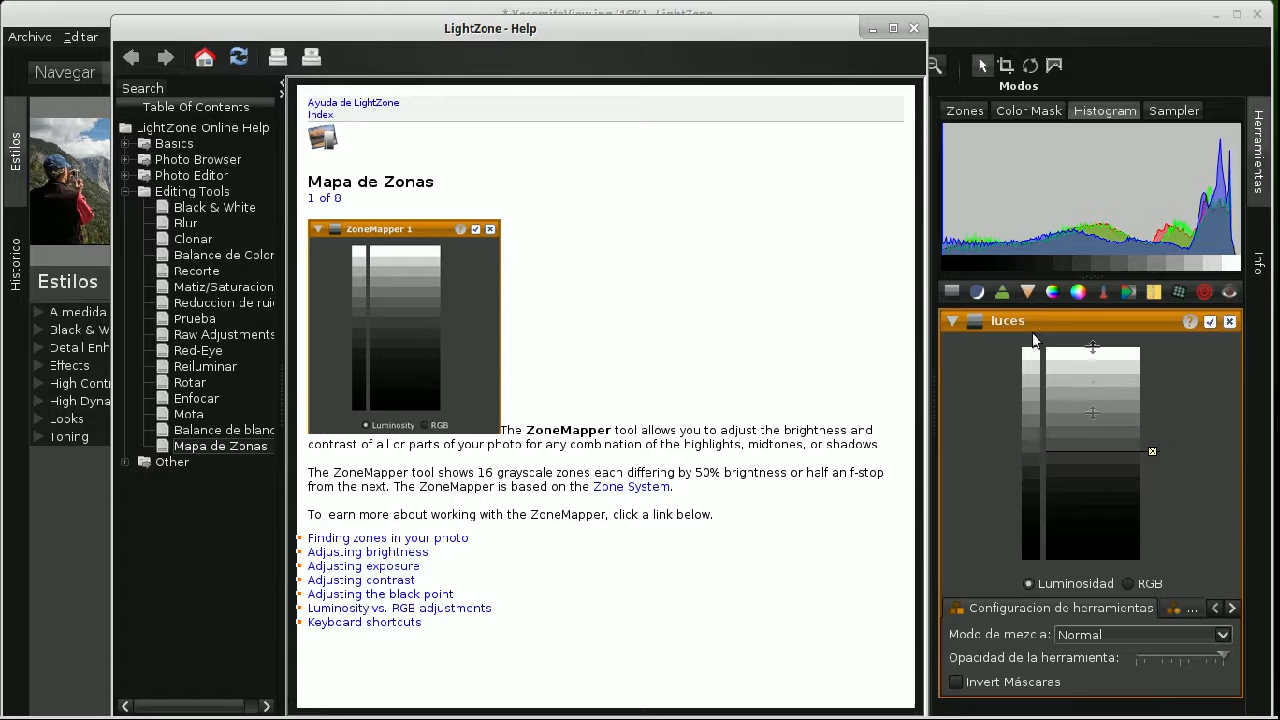 * YosemiteView.jpg (16%) - LightZone
LightZone - Help
Archivo Editar
Navegar
Estilos
Historico
Estilos
A medida
Black & W
Detail Enh
Effects
High Contr
High Dyna
Looks
Toning
Search
Table Of Contents
LightZone Online Help
Basics
Photo Browser
Photo Editor
Editing Tools
Black & White
Blur
Clonar
Balance de Color
Recorte
Matiz/Saturacion
Reduccion de ruid
Prueba
Raw Adjustments
Red-Eye
Reiluminar
Rotar
Enfocar
Mota
Balance de blanc
Mapa de Zonas
Other
Ayuda de LightZone
Index
Mapa de Zonas
1 of 8
ZoneMapper 1
Luminosity RGB
The ZoneMapper tool allows you to adjust the brightness and
contrast of all or parts of your photo for any combination of the highlights, midtones, or shadows
The ZoneMapper tool shows 16 grayscale zones each differing by 50% brightness or half an f-stop
from the next. The ZoneMapper is based on the Zone System.
To learn more about working with the ZoneMapper, click a link below.
Finding zones in your photo
Adjusting brightness
Adjusting exposure
Adjusting contrast
Adjusting the black point
Luminosity vs. RGB adjustments
Keyboard shortcuts
Modos
Zones Color Mask Histogram Sampler
luces
Luminosidad RGB
Configuracion de herramientas ...
Modo de mezcla: Normal
Opacidad de la herramienta:
Invert Máscares
Herramientas
Info